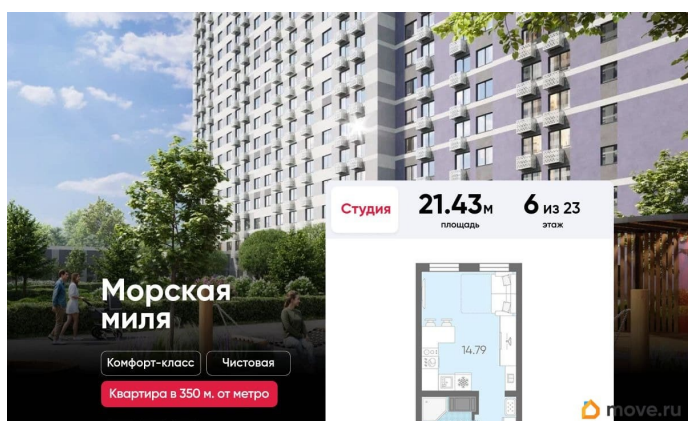 Студия
21.43м
площадь
6 из 23
этаж
Морская
миля
14.79
Комфорт-класс
Чистовая
Квартира в 350 м. от метро
move.ru